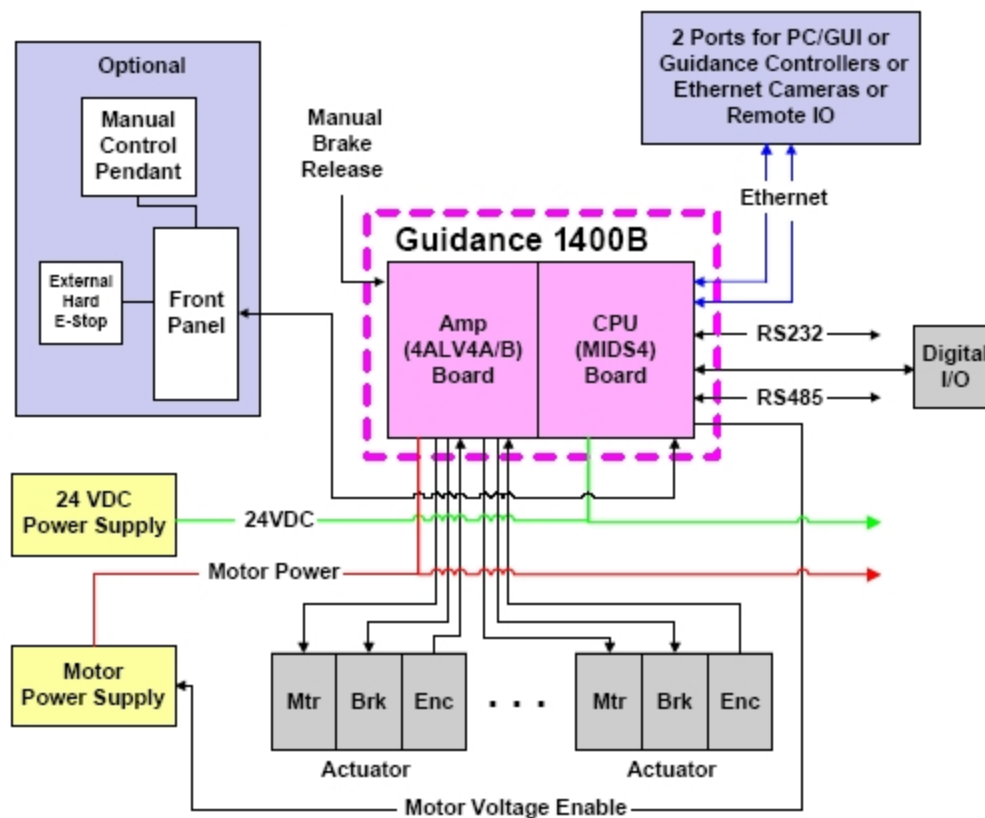 Optional
Manual
Control
Pendant
External
Hard
E-Stop
Front
Panel
Manual
Brake
Release
2 Ports for PC/GUI or
Guidance Controllers or
Ethernet Cameras or
Remote IO
Ethernet
Guidance 1400B
Amp
(4ALV4A/B)
Board
CPU
(MIDS4)
Board
RS232
RS485
Digital
I/O
24 VDC
Power Supply
24VDC
Motor Power
Motor
Power Supply
Mtr
Brk
Enc
. . .
Mtr
Brk
Enc
Actuator
Actuator
Motor Voltage Enable